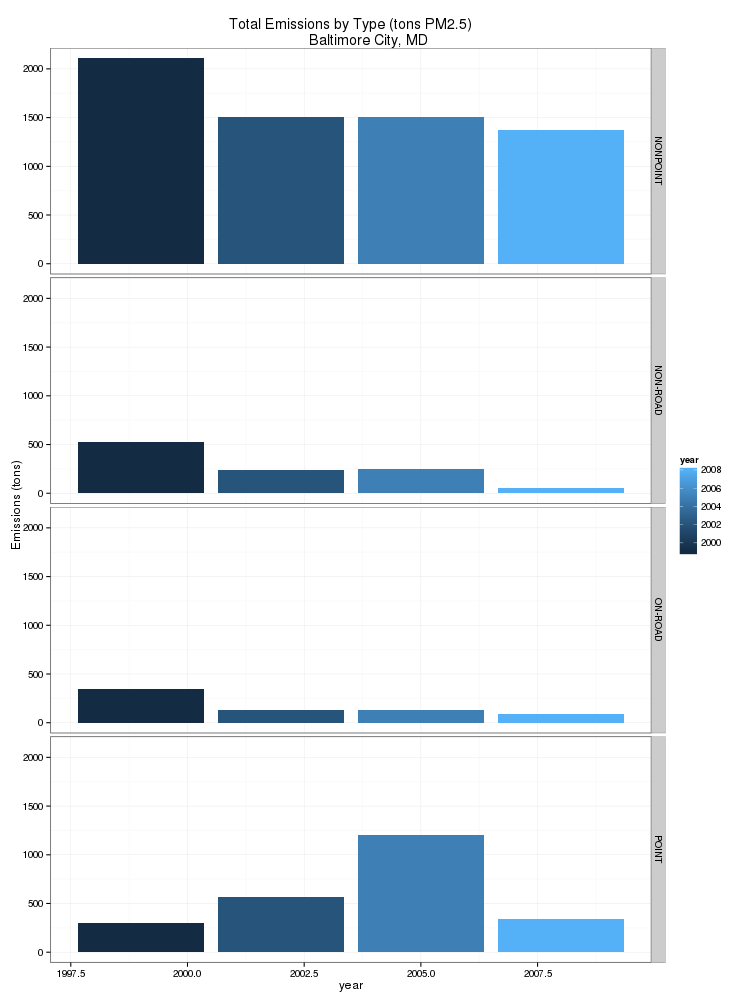 Total Emissions by Type (tons PM2.5)
Baltimore City, MD
Emissions (tons)
2000
1500
1000
500
0
NONPOINT
2000
1500
1000
500
0
NON-ROAD
2000
1500
1000
500
0
ON-ROAD
2000
1500
1000
500
0
POINT
1997.5 2000.0 2002.5 2005.0 2007.5
year
year
2008
2006
2004
2002
2000